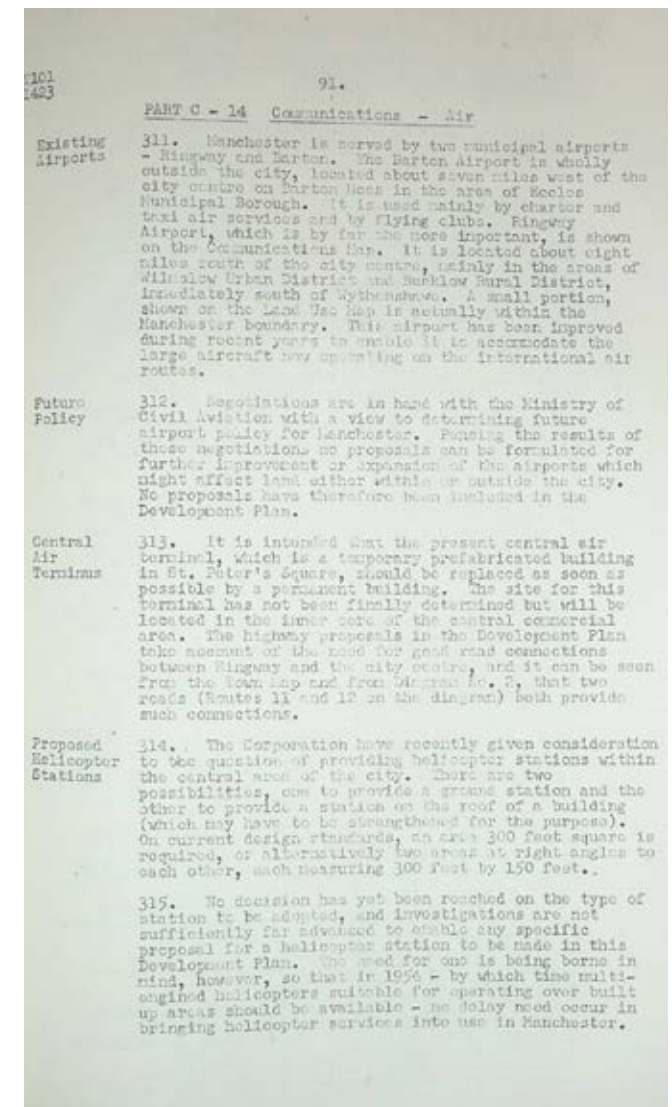 101
1423
91.
PART C - 14 Communications - Air
Existing
Airports
311. Manchester is served by two municipal airports
- Ringway and Barton. The Barton Airport is wholly
outside the city, located about seven miles west of the
city centre on Barton Moss in the area of Eccles
Municipal Borough. It is used mainly by charter and
taxi air services and by flying clubs. Ringway
Airport, which is by far the more important, is shown
on the Communications Map. It is located about eight
miles south of the city centre, mainly in the areas of
Wilmslow Urban District and Bucklow Rural District,
immediately south of Wythenshawe. A small portion,
shown on the Land Use Map is actually within the
Manchester boundary. This airport has been improved
during recent years to enable it to accommodate the
large aircraft now operating on the international air
routes.
Future
Policy
312. Negotiations are in hand with the Ministry of
Civil Aviation with a view to determining future
airport policy for Manchester. Pending the results of
these negotiations no proposals can be formulated for
further improvement or expansion of the airports which
might affect land either within or outside the city.
No proposals have therefore been included in the
Development Plan.
Central
Air
Terminus
313. It is intended that the present central air
terminal, which is a temporary prefabricated building
in St. Peter's Square, should be replaced as soon as
possible by a permanent building. The site for this
terminal has not been finally determined but will be
located in the inner core of the central commercial
area. The highway proposals in the Development Plan
take account of the need for good road connections
between Ringway and the city centre, and it can be seen
from the Town Map and from Diagram No. 2, that two
roads (Routes 11 and 12 on the diagram) both provide
such connections.
Proposed
Helicopter
Stations
314. The Corporation have recently given consideration
to the question of providing helicopter stations within
the central area of the city. There are two
possibilities, one to provide a ground station and the
other to provide a station on the roof of a building
(which may have to be strengthened for the purpose).
On current design standards, an area 300 feet square is
required, or alternatively two areas at right angles to
each other, each measuring 300 feet by 150 feet..
315. No decision has yet been reached on the type of
station to be adopted, and investigations are not
sufficiently far advanced to enable any specific
proposal for a helicopter station to be made in this
Development Plan. The need for one is being borne in
mind, however, so that in 1954 - by which time multi-
engined helicopters suitable for operating over built
up areas should be available - no delay need occur in
bringing helicopter services into use in Manchester.